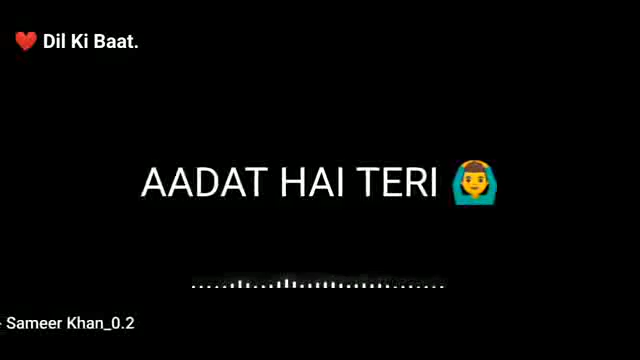 ❤️ Dil Ki Baat.
AADAT HAI TERI 🙆‍♂️
Sameer Khan_0.2